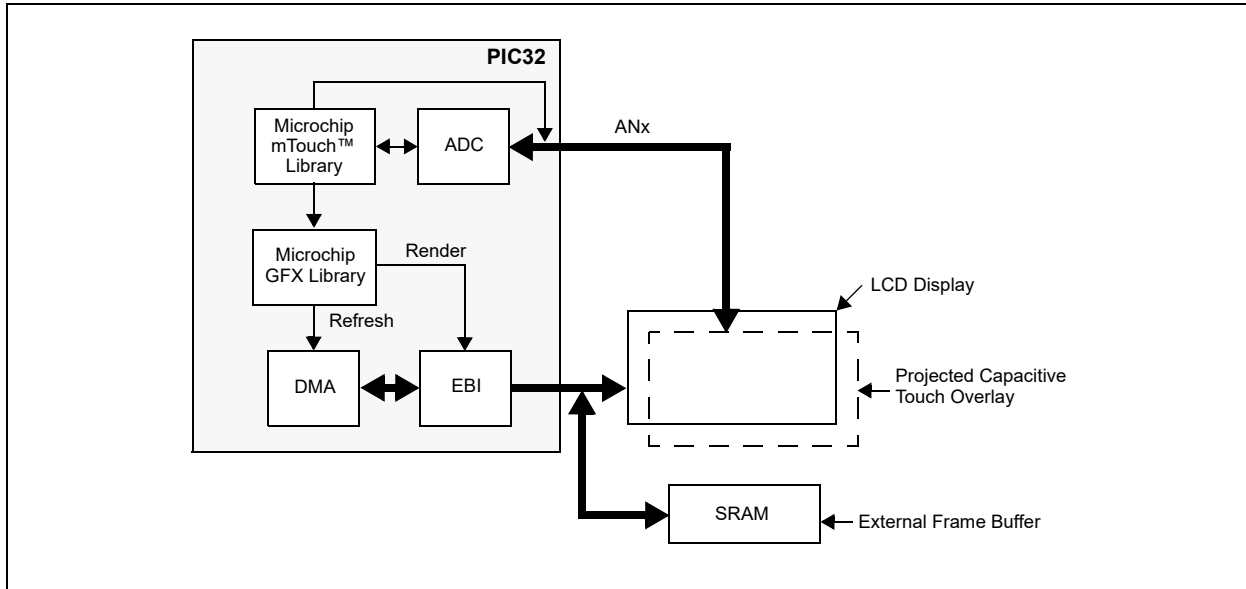 PIC32
Microchip
mTouch™
Library
ADC
ANx
Microchip
GFX Library
Render
Refresh
LCD Display
DMA
EBI
Projected Capacitive
Touch Overlay
SRAM
External Frame Buffer